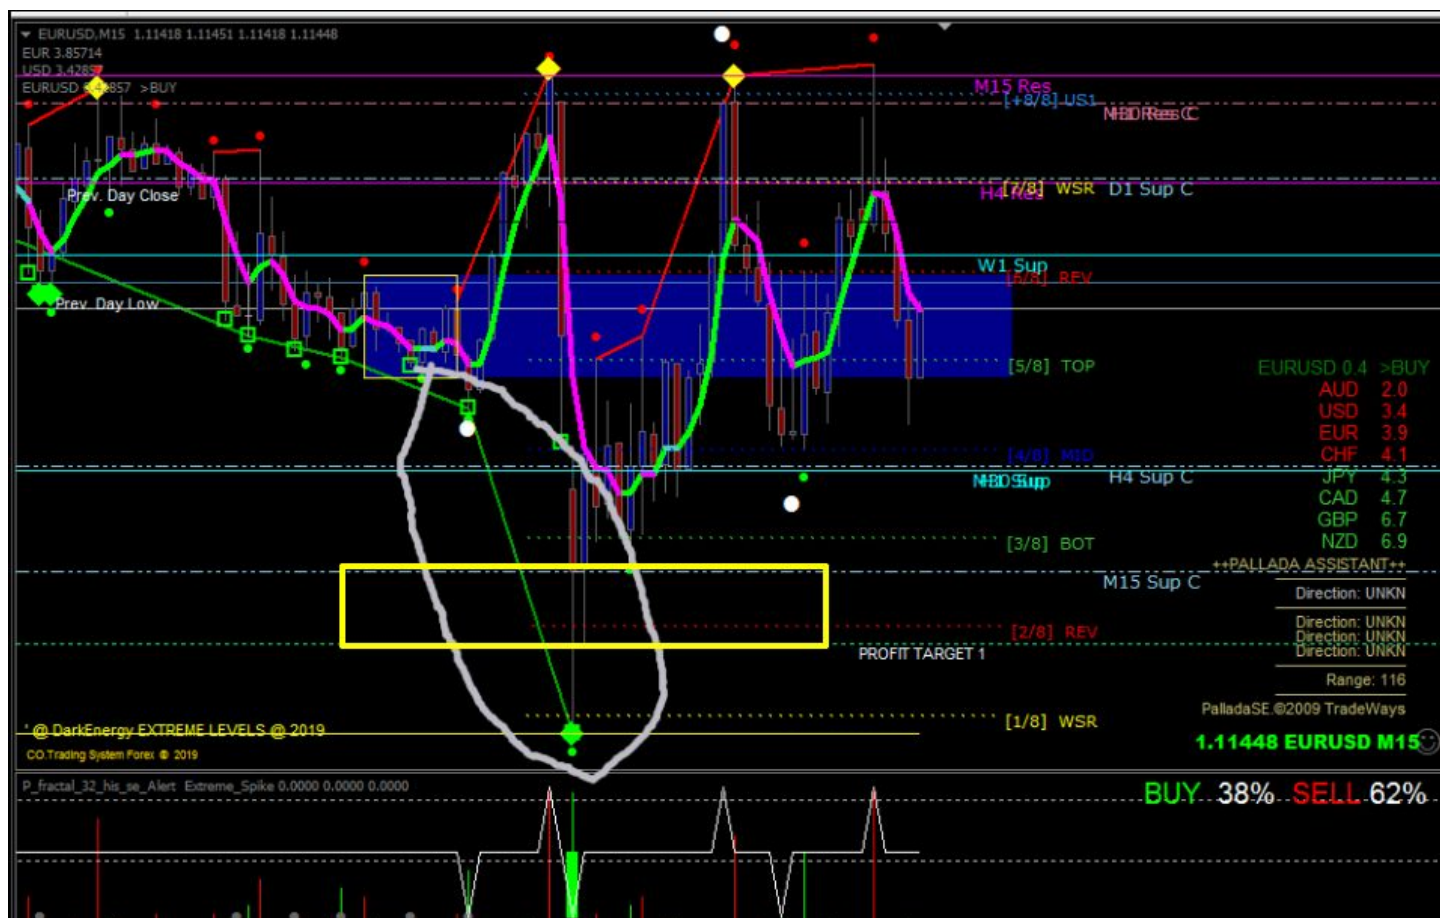 EURUSD,M15 1.11418 1.11451 1.11418 1.11448
EUR 3.85714
USD 3.42857
EURUSD 0.42857 >BUY
M15 Res
[+8/8] US1
Prev. Day Close
[7/8] WSR
D1 Sup C
H4 Res
W1 Sup
REV
Prev. Day Low
[5/8] TOP
EURUSD 0.4 >BUY
AUD 2.0
USD 3.4
EUR 3.9
CHF 4.1
JPY 4.3
CAD 4.7
GBP 6.7
NZD 6.9
[4/8] MID
H4 Sup C
[3/8] BOT
++PALLADA ASSISTANT++
M15 Sup C
Direction: UNKN
Direction: UNKN
Direction: UNKN
Direction: UNKN
[2/8] REV
PROFIT TARGET 1
Range: 116
PalladaSE.©2009 TradeWays
[1/8] WSR
' @ DarkEnergy EXTREME LEVELS @ 2019
1.11448 EURUSD M15
CO.Trading System Forex © 2019
P_fractal_32_his_se_Alert Extreme_Spike 0.0000 0.0000 0.0000
BUY 38% SELL 62%